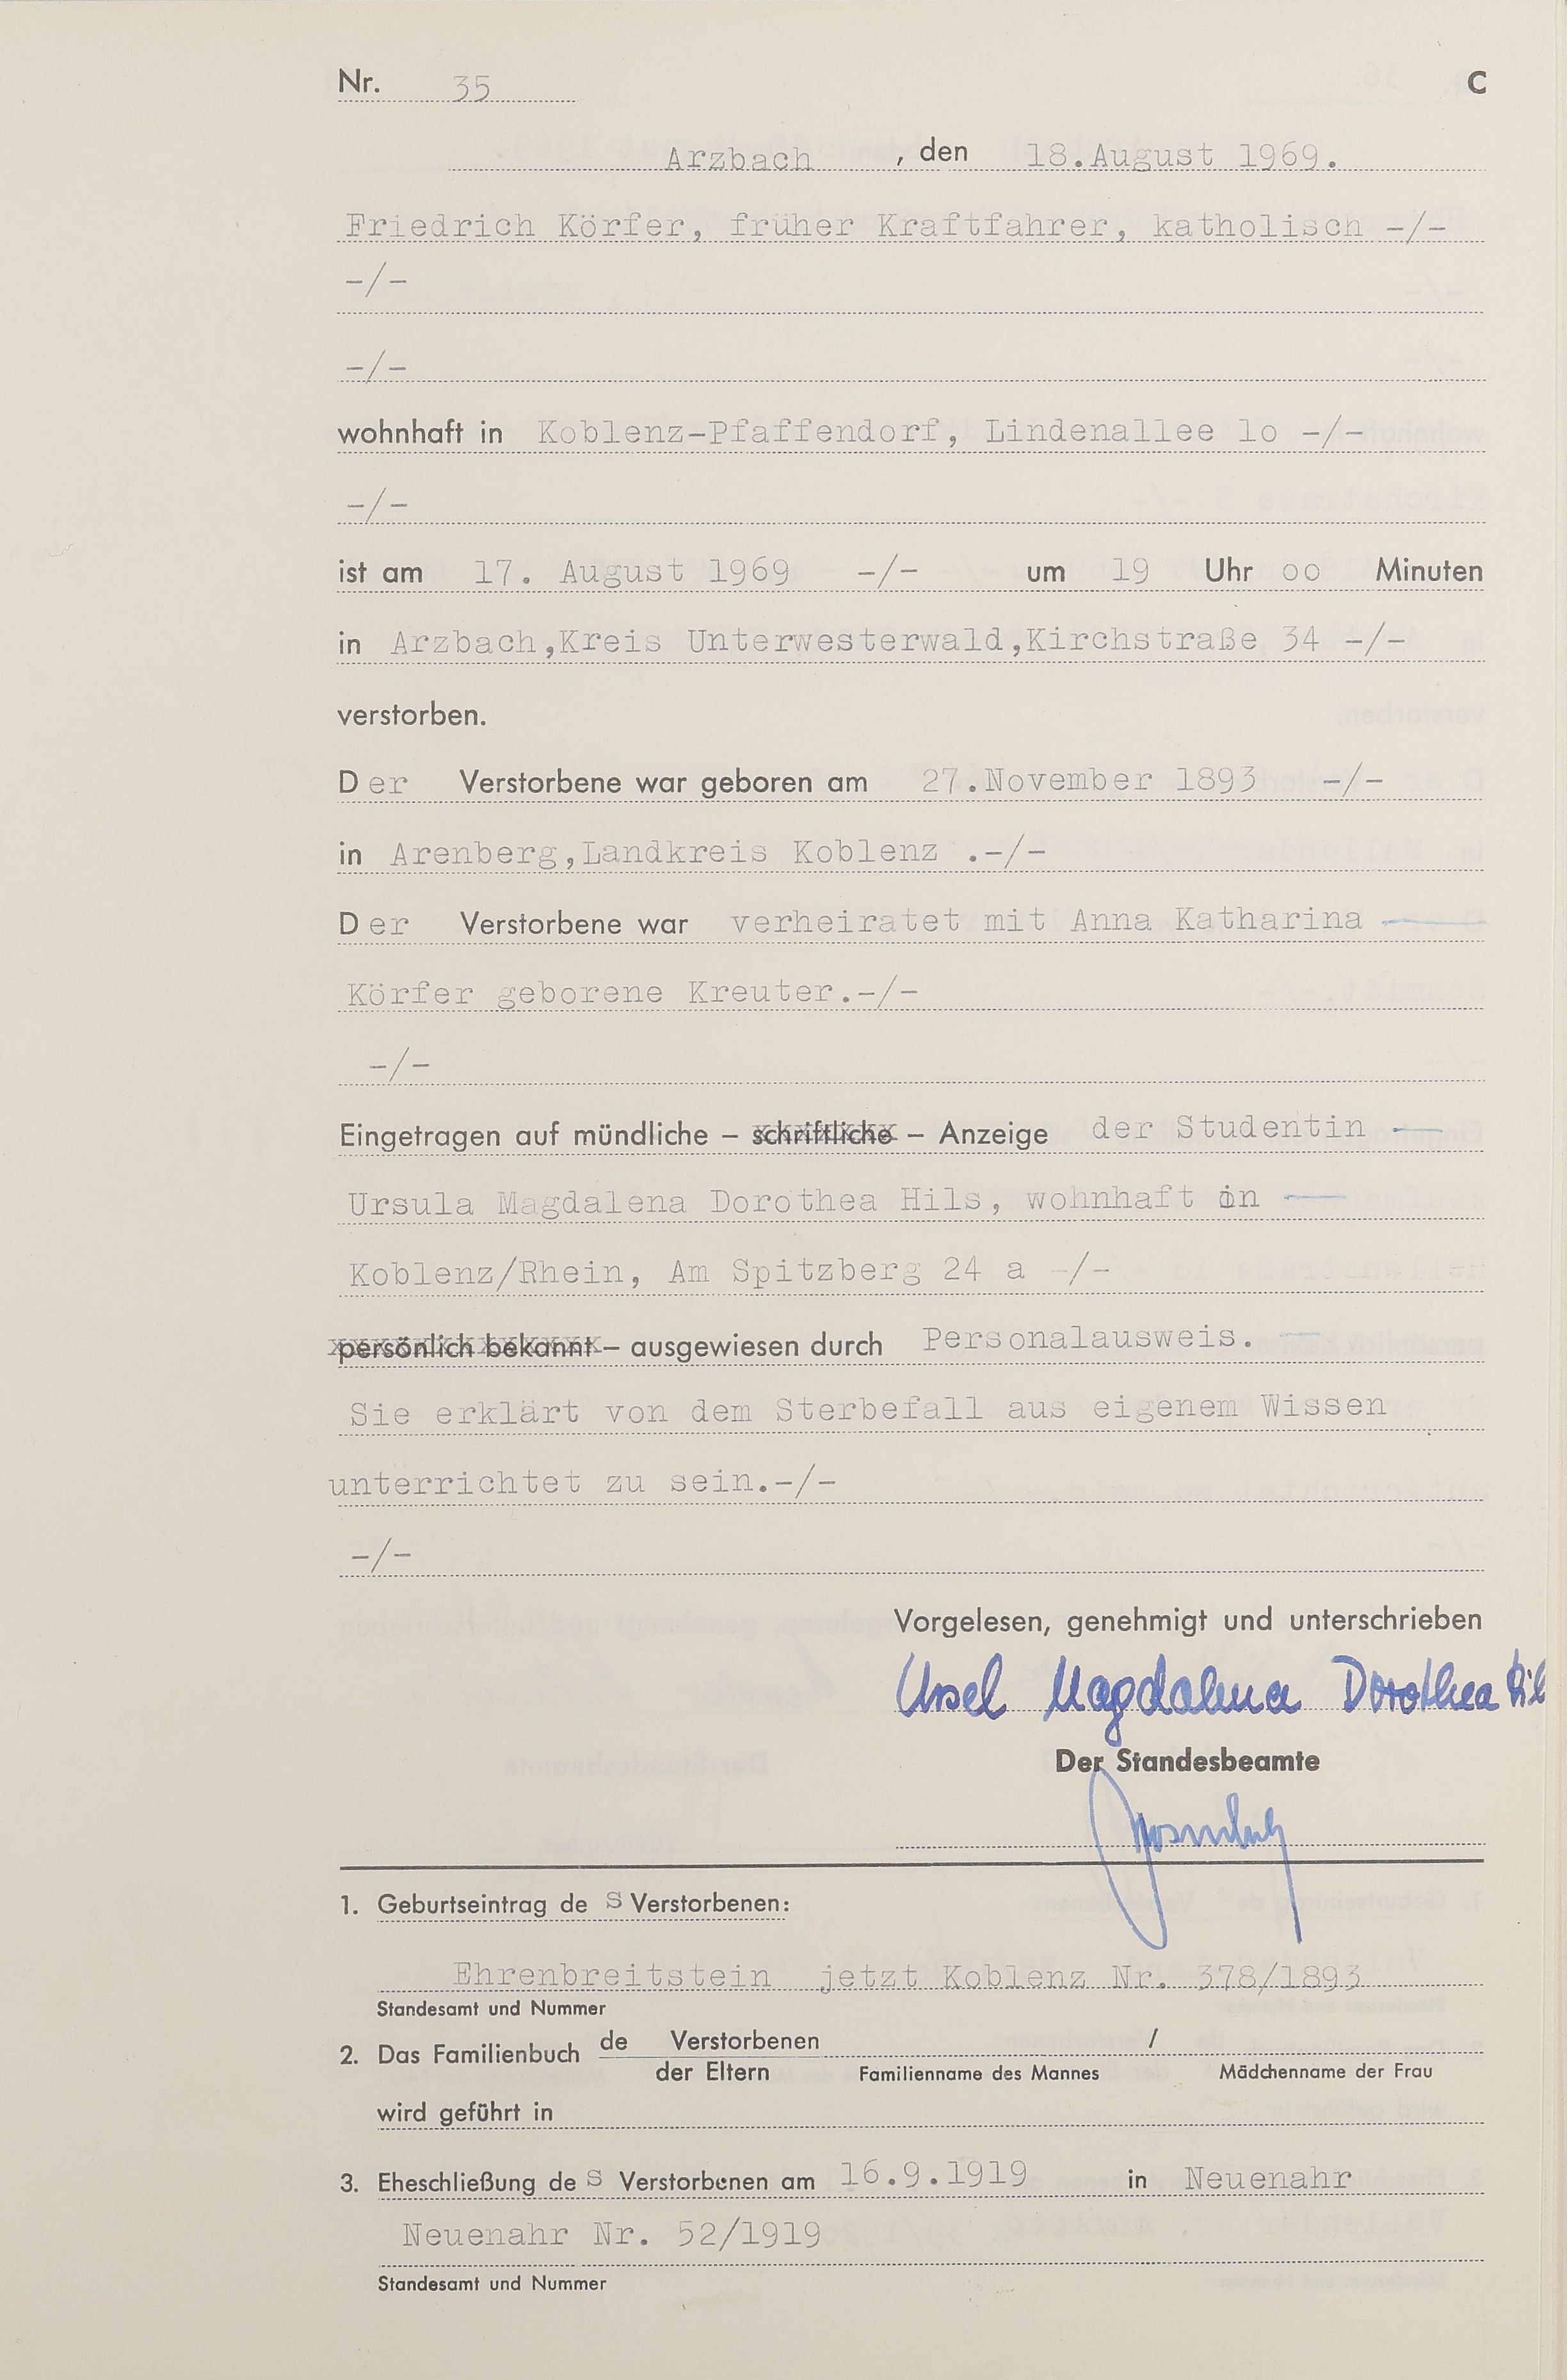 Nr. 35 C
Arzbach , den 18.August 1969.
Friedrich Körfer, früher Kraftfahrer, katholisch -/-
-/-
-/-
wohnhaft in Koblenz-Pfaffendorf, Lindenallee lo -/-
-/-
ist am 17. August 1969 -/- um 19 Uhr oo Minuten
in Arzbach,Kreis Unterwesterwald,Kirchstraße 34 -/-
verstorben.
Der Verstorbene war geboren am 27.November 1893 -/-
in Arenberg,Landkreis Koblenz .-/-
Der Verstorbene war verheiratet mit Anna Katharina —
Körfer geborene Kreuter.-/-
-/-
Eingetragen auf mündliche – schriftliche – Anzeige der Studentin —
Ursula Magdalena Dorothea Hils, wohnhaft in —
Koblenz/Rhein, Am Spitzberg 24 a -/-
persönlich bekannt – ausgewiesen durch Personalausweis. —
Sie erklärt von dem Sterbefall aus eigenem Wissen
unterrichtet zu sein.-/-
-/-
Vorgelesen, genehmigt und unterschrieben
Ursel Magdalena Dorothea Hils
Der Standesbeamte
1. Geburtseintrag de s Verstorbenen:
Ehrenbreitstein jetzt Koblenz Nr. 378/1893
Standesamt und Nummer
2. Das Familienbuch de Verstorbenen /
der Eltern Familienname des Mannes Mädchenname der Frau
wird geführt in
3. Eheschließung de s Verstorbenen am 16.9.1919 in Neuenahr
Neuenahr Nr. 52/1919
Standesamt und Nummer